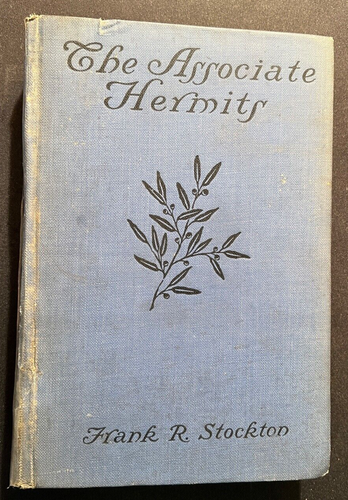 The Associate
Hermits
Frank R. Stockton